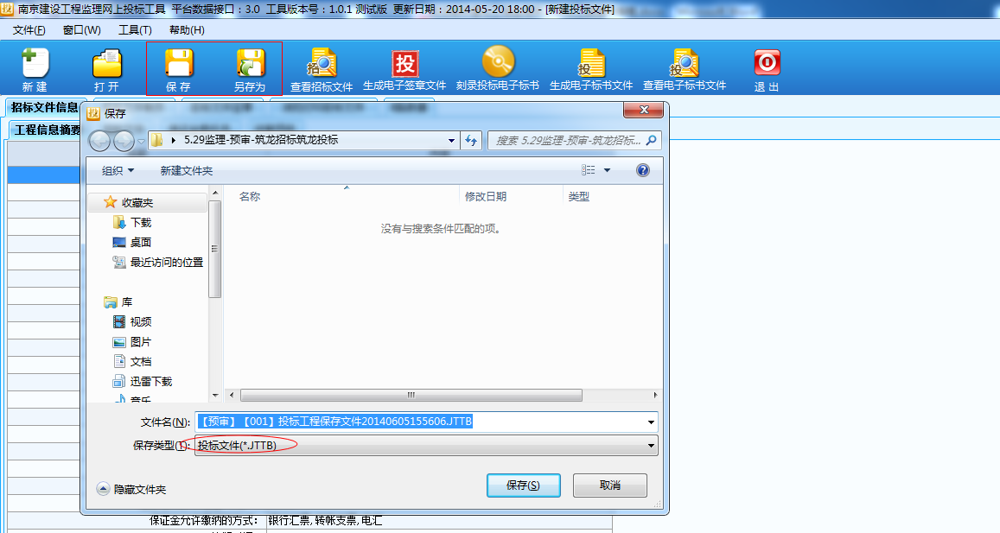 南京建设工程监理网上投标工具 平台数据接口：3.0 工具版本号：1.0.1 测试版 更新日期：2014-05-20 18:00 - [新建投标文件]
文件(F) 窗口(W) 工具(T) 帮助(H)
新 建 打 开 保 存 另存为 查看招标文件 生成电子签章文件 刻录投标电子标书 生成电子标书文件 查看电子标书文件 退 出
招标文件信息
工程信息摘要
保存
5.29监理-预审-筑龙招标筑龙投标
搜索 5.29监理-预审-筑龙招标...
组织 新建文件夹
名称 修改日期 类型
没有与搜索条件匹配的项。
收藏夹
下载
桌面
最近访问的位置
库
视频
图片
文档
迅雷下载
音乐
文件名(N): 【预审】【001】投标工程保存文件20140605155606.JTTB
保存类型(T): 投标文件(*.JTTB)
隐藏文件夹 保存(S) 取消
保证金允许缴纳的方式： 银行汇票,转帐支票,电汇